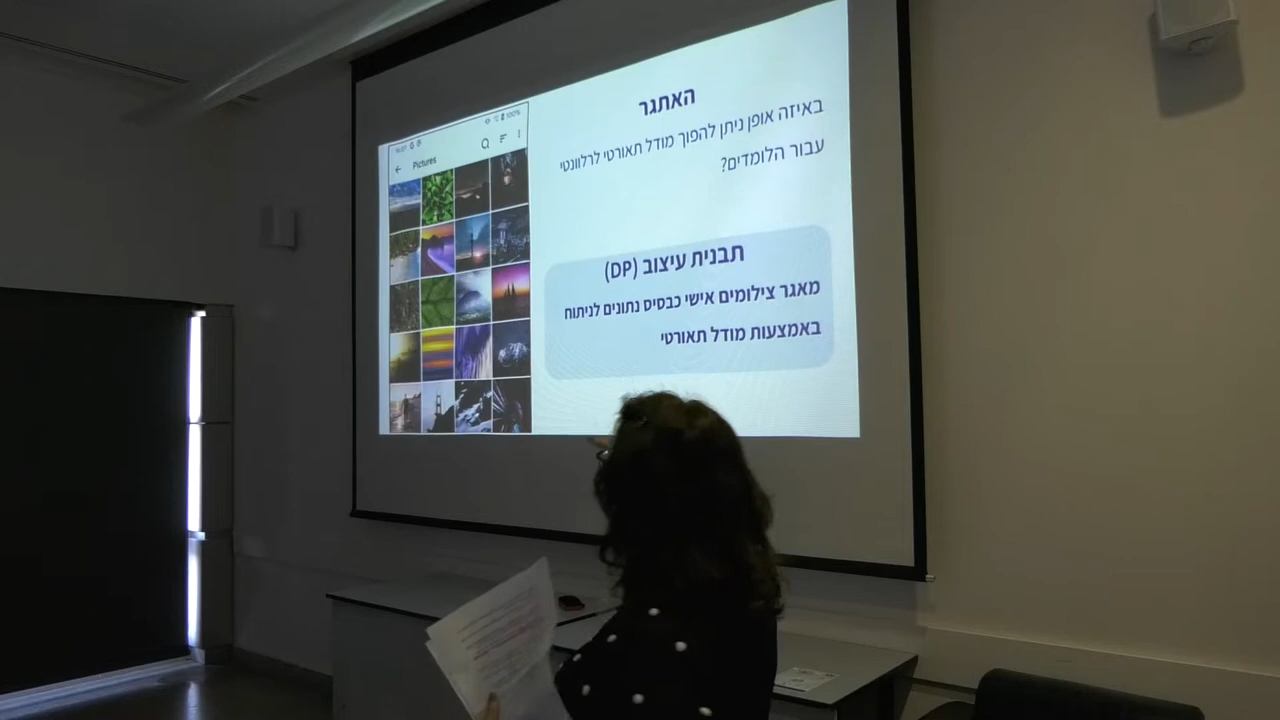 האתגר
באיזה אופן ניתן להפוך מודל תאורטי לרלוונטי
עבור הלומדים?
תבנית עיצוב (DP)
מאגר צילומים אישי כבסיס נתונים לניתוח
באמצעות מודל תאורטי
100%
Pictures